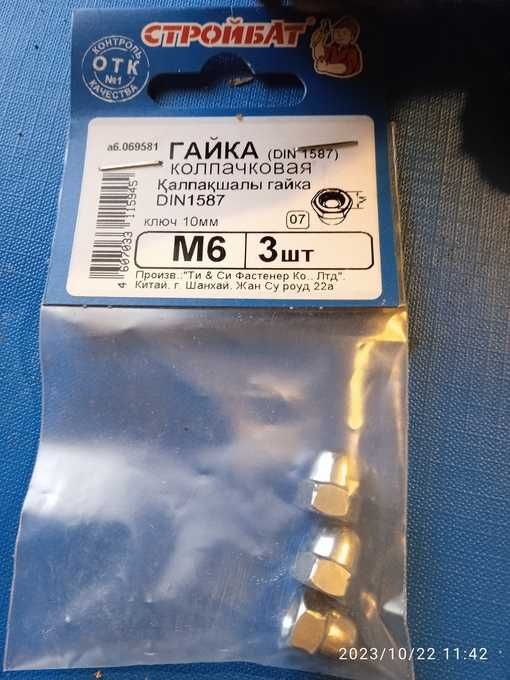 СТРОЙБАТ
КОНТРОЛЬ
ОТК
№1
КАЧЕСТВА
аб.069581
ГАЙКА (DIN 1587)
колпачковая
Қалпақшалы гайка
DIN1587
ключ 10мм
07
М6 3шт
Произв.."Ти & Си Фастенер Ко.. Лтд".
Китай. г. Шанхай. Жан Су роуд 22а
4 607033 115945
2023/10/22 11:42